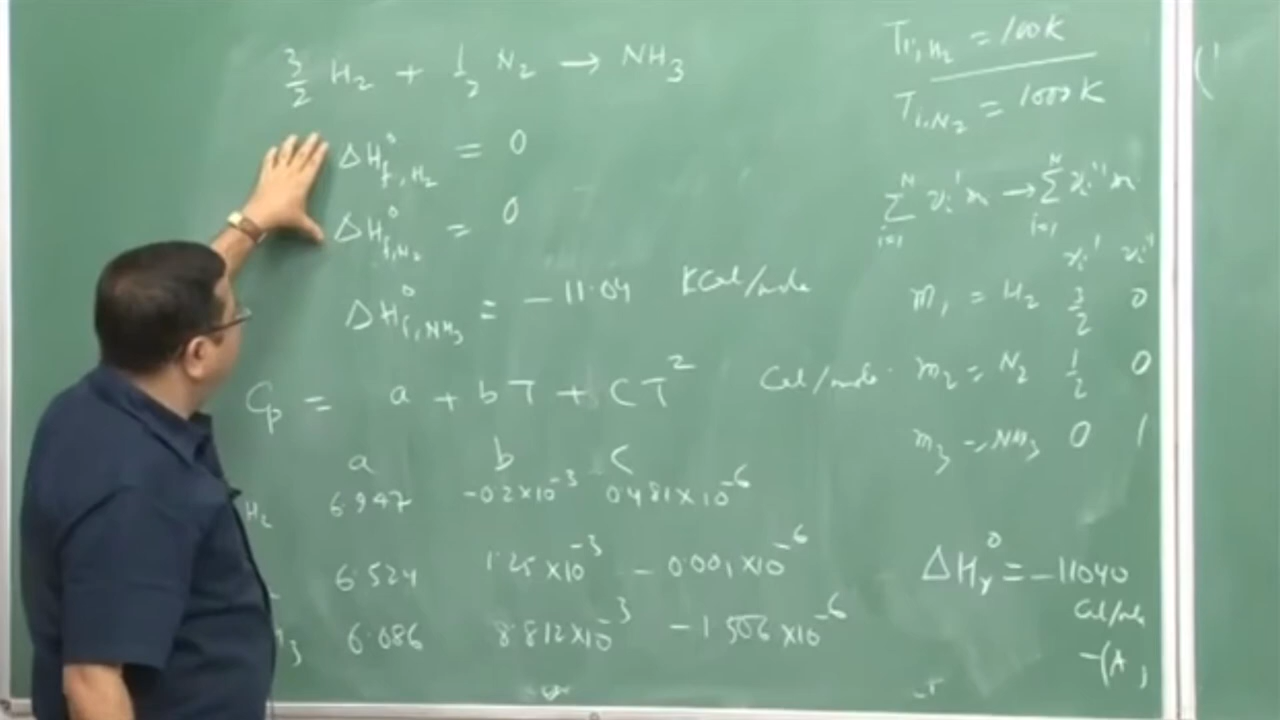 3/2 H₂ + 1/2 N₂ → NH₃
ΔH°f,H₂ = 0
ΔH°f,N₂ = 0
ΔH°f,NH₃ = − 11.04 KCal/mole
Cp = a + bT + CT² Cal/mole.
a b c
H₂ 6.947 −0.2×10⁻³ 0.481×10⁻⁶
6.524 1.25×10⁻³ − 0.001×10⁻⁶
3 6.086 8.812×10⁻³ −1.506×10⁻⁶
T1,H₂ = 100K
T1,N₂ = 1000K
N∑i=1 νi' m → N∑i=1 νi'' m
νi' νi''
m₁ = H₂ 3/2 0
m₂ = N₂ 1/2 0
m₃ = NH₃ 0 1
ΔH°r = −11040
Cal/mole
−(A)